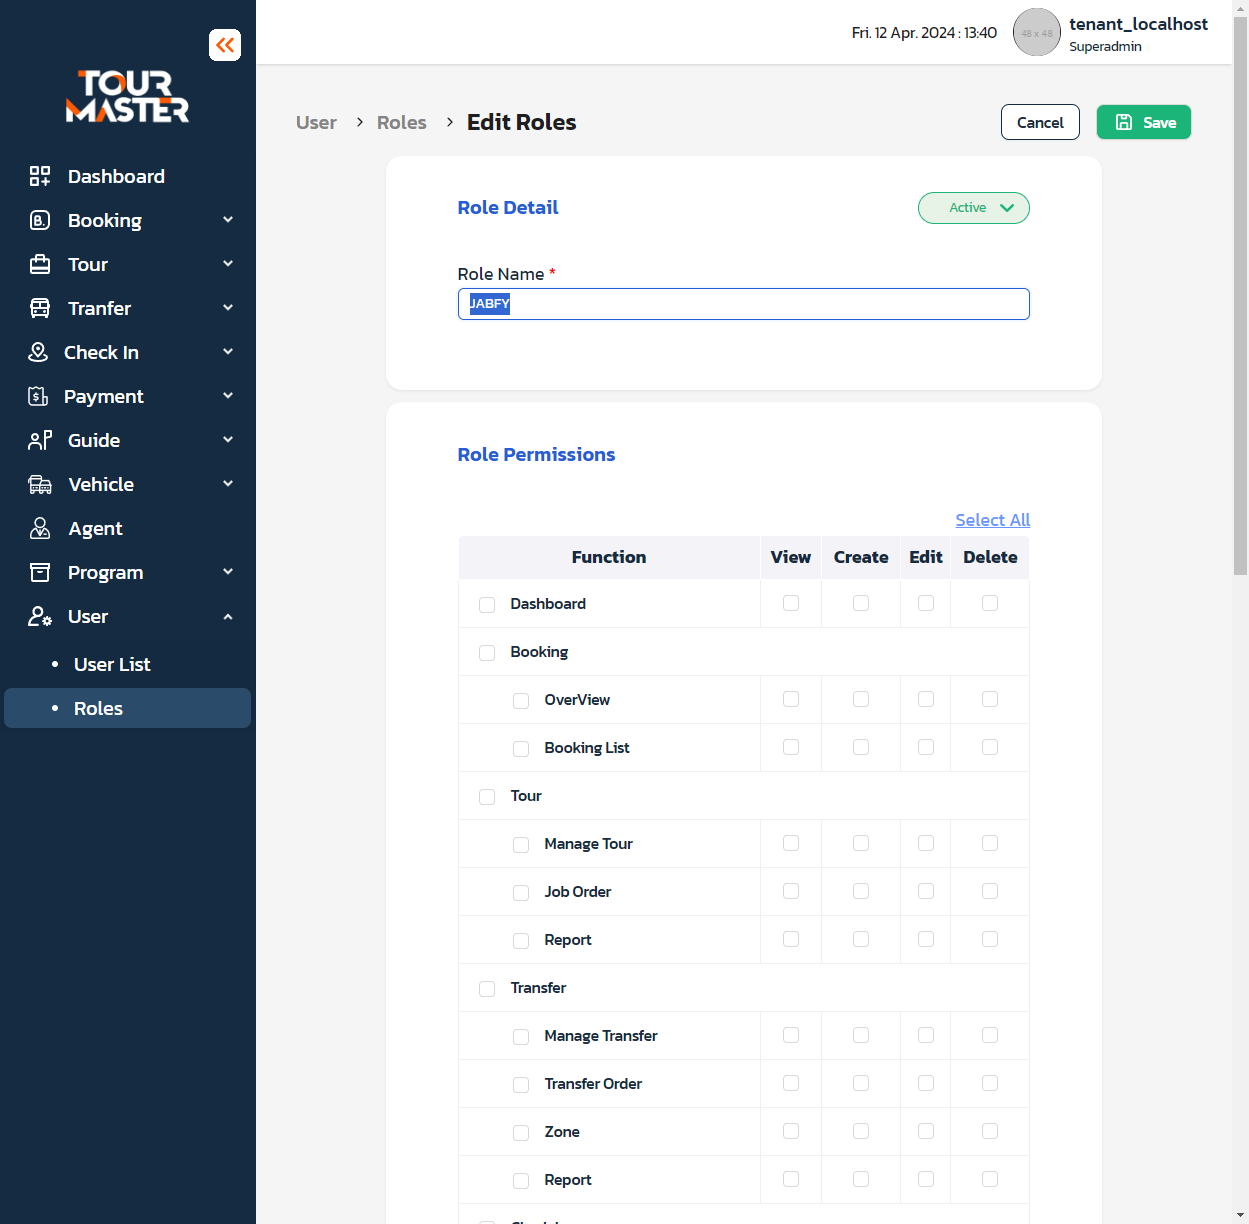 Fri. 12 Apr. 2024 : 13:40
48 x 48
tenant_localhost
Superadmin
TOUR
MASTER
Dashboard
Booking
Tour
Tranfer
Check In
Payment
Guide
Vehicle
Agent
Program
User
User List
Roles
User > Roles > Edit Roles
Cancel
Save
Role Detail
Active
Role Name *
JABFY
Role Permissions
Select All
Function View Create Edit Delete
Dashboard
Booking
OverView
Booking List
Tour
Manage Tour
Job Order
Report
Transfer
Manage Transfer
Transfer Order
Zone
Report